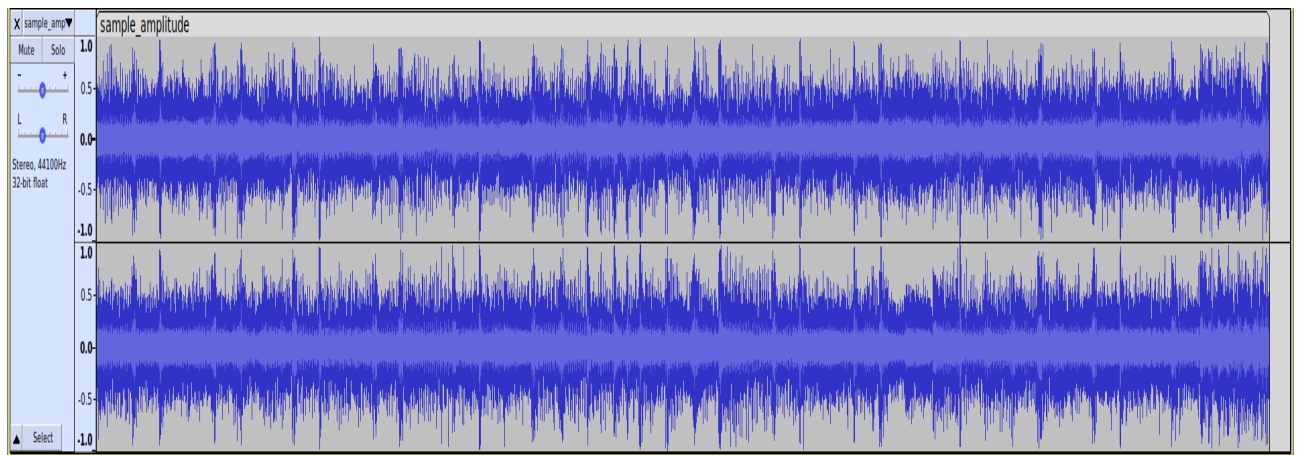 X sample_amp▼ sample_amplitude
Mute Solo 1.0
- + 0.5-
L R 0.0-
Stereo, 44100Hz
32-bit float -0.5-
-1.0
1.0
0.5-
0.0-
-0.5-
▲ Select -1.0